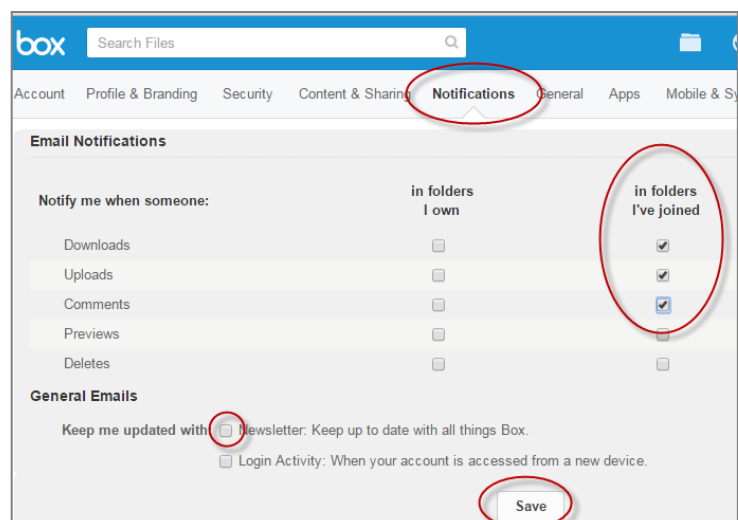 box Search Files
Account Profile & Branding Security Content & Sharing Notifications General Apps Mobile & Sy
Email Notifications
Notify me when someone: in folders I own in folders I've joined
Downloads
Uploads
Comments
Previews
Deletes
General Emails
Keep me updated with: Newsletter: Keep up to date with all things Box.
Login Activity: When your account is accessed from a new device.
Save